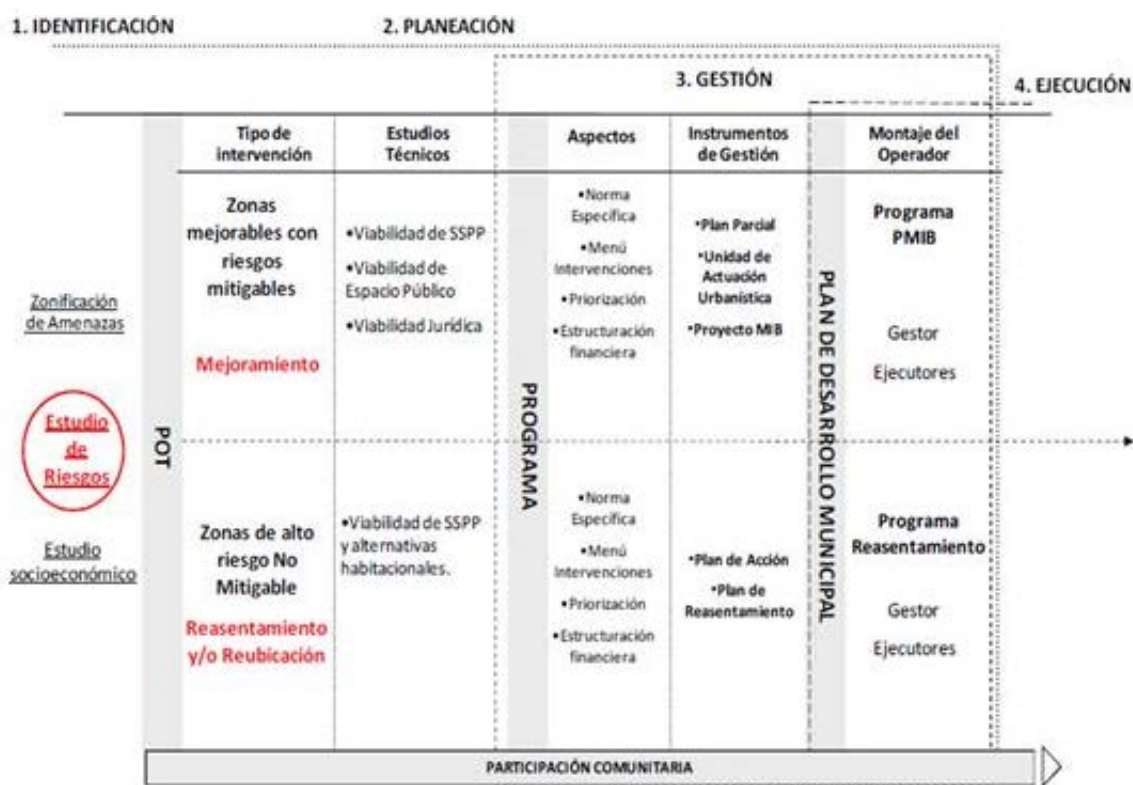 1. IDENTIFICACIÓN
2. PLANEACIÓN
3. GESTIÓN
4. EJECUCIÓN
Tipo de
intervención
Estudios
Técnicos
Aspectos
Instrumentos
de Gestión
Montaje del
Operador
Zonificación
de Amenazas
Estudio
de
Riesgos
Estudio
socioeconómico
POT
Zonas
mejorables con
riesgos
mitigables
Mejoramiento
•Viabilidad de SSPP
•Viabilidad de
Espacio Público
•Viabilidad Jurídica
PROGRAMA
•Norma
Específica
•Menú
Intervenciones
•Priorización
•Estructuración
financiera
•Plan Parcial
•Unidad de
Actuación
Urbanística
•Proyecto MIB
PLAN DE DESARROLLO MUNICIPAL
Programa
PMIB
Gestor
Ejecutores
Zonas de alto
riesgo No
Mitigable
Reasentamiento
y/o Reubicación
•Viabilidad de SSPP
y alternativas
habitacionales.
•Norma
Específica
•Menú
Intervenciones
•Priorización
•Estructuración
financiera
•Plan de Acción
•Plan de
Reasentamiento
Programa
Reasentamiento
Gestor
Ejecutores
PARTICIPACIÓN COMUNITARIA